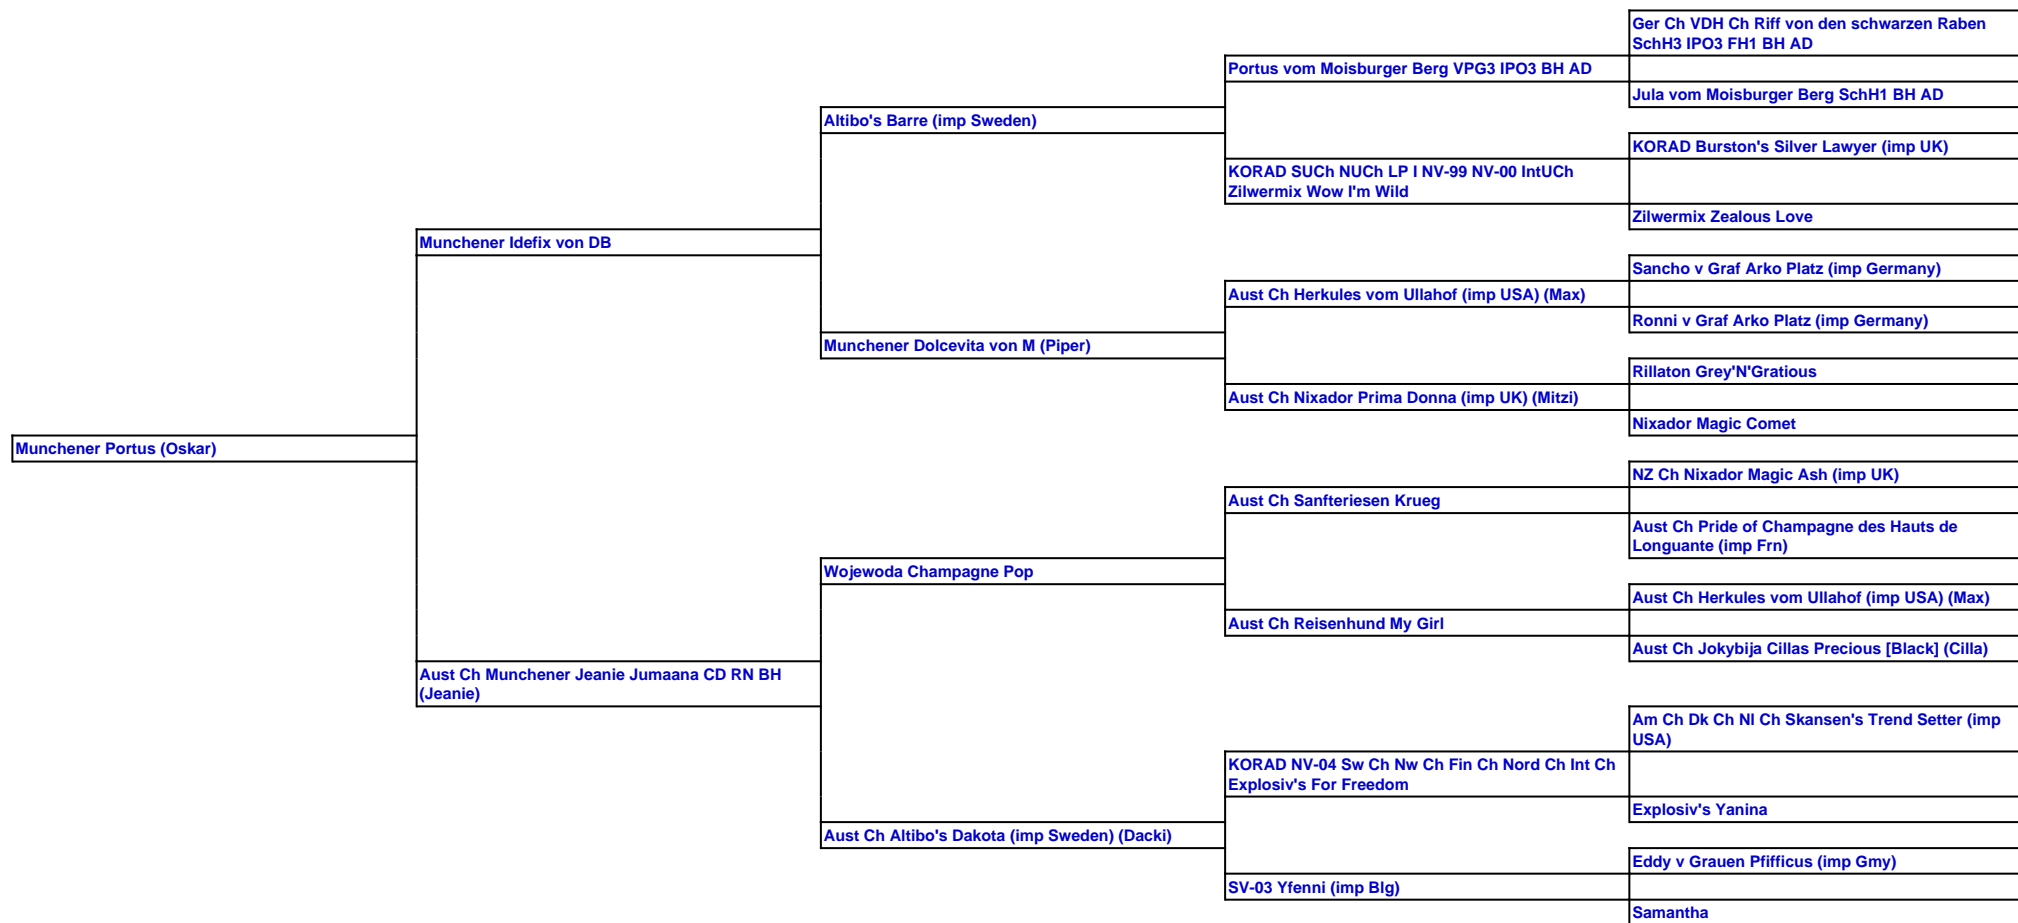 Ger Ch VDH Ch Riff von den schwarzen Raben
SchH3 IPO3 FH1 BH AD
Portus vom Moisburger Berg VPG3 IPO3 BH AD
Jula vom Moisburger Berg SchH1 BH AD
Altibo's Barre (imp Sweden)
KORAD Burston's Silver Lawyer (imp UK)
KORAD SUCh NUCh LP I NV-99 NV-00 IntUCh
Zilwermix Wow I'm Wild
Zilwermix Zealous Love
Munchener Idefix von DB
Sancho v Graf Arko Platz (imp Germany)
Aust Ch Herkules vom Ullahof (imp USA) (Max)
Ronni v Graf Arko Platz (imp Germany)
Munchener Dolcevita von M (Piper)
Rillaton Grey'N'Gratious
Aust Ch Nixador Prima Donna (imp UK) (Mitzi)
Nixador Magic Comet
Munchener Portus (Oskar)
NZ Ch Nixador Magic Ash (imp UK)
Aust Ch Sanfteriesen Krueg
Aust Ch Pride of Champagne des Hauts de
Longuante (imp Frn)
Wojewoda Champagne Pop
Aust Ch Herkules vom Ullahof (imp USA) (Max)
Aust Ch Reisenhund My Girl
Aust Ch Jokybija Cillas Precious [Black] (Cilla)
Aust Ch Munchener Jeanie Jumaana CD RN BH
(Jeanie)
Am Ch Dk Ch Nl Ch Skansen's Trend Setter (imp
USA)
KORAD NV-04 Sw Ch Nw Ch Fin Ch Nord Ch Int Ch
Explosiv's For Freedom
Explosiv's Yanina
Aust Ch Altibo's Dakota (imp Sweden) (Dacki)
Eddy v Grauen Pfifficus (imp Gmy)
SV-03 Yfenni (imp Blg)
Samantha